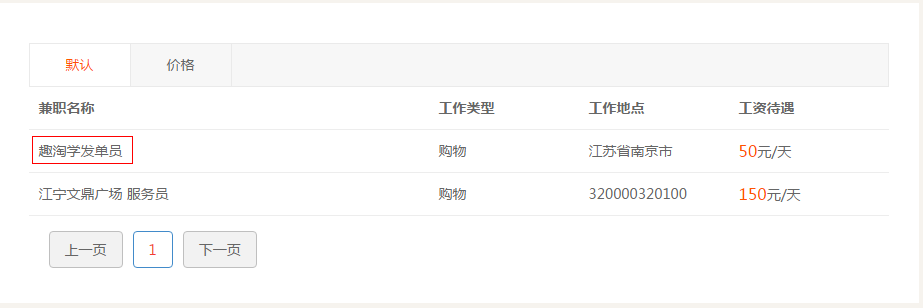 默认 价格
兼职名称 工作类型 工作地点 工资待遇
趣淘学发单员 购物 江苏省南京市 50元/天
江宁文鼎广场 服务员 购物 320000320100 150元/天
上一页 1 下一页